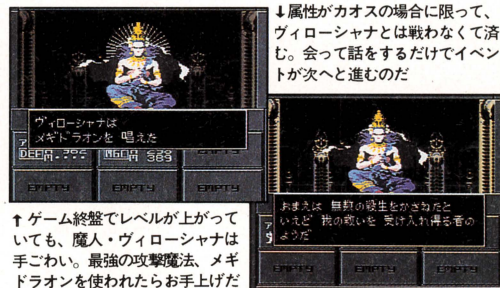 ↓属性がカオスの場合に限って、
ヴィローシャナとは戦わなくて済
む。会って話をするだけでイベン
トが次へと進むのだ
ヴィローシャナは
メギドラオンを 唱えた
EMPTY EMPTY EMPTY
おまえは 無数の殺生をかさねたと
いえど 我の救いを 受け入れ得る者の
ようだ
EMPTY EMPTY EMPTY
↑ゲーム終盤でレベルが上がって
いても、魔人・ヴィローシャナは
手ごわい。最強の攻撃魔法、メギ
ドラオンを使われたらお手上げだ